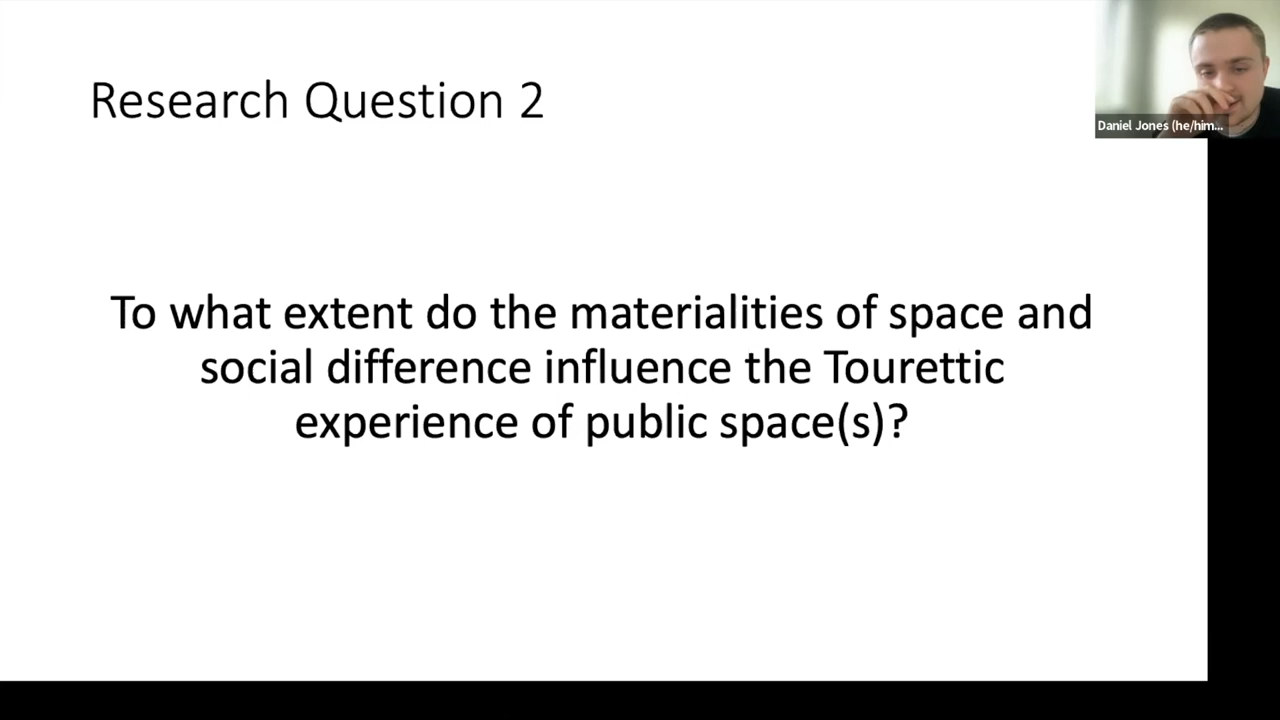 Research Question 2
Daniel Jones (he/him...
To what extent do the materialities of space and
social difference influence the Tourettic
experience of public space(s)?